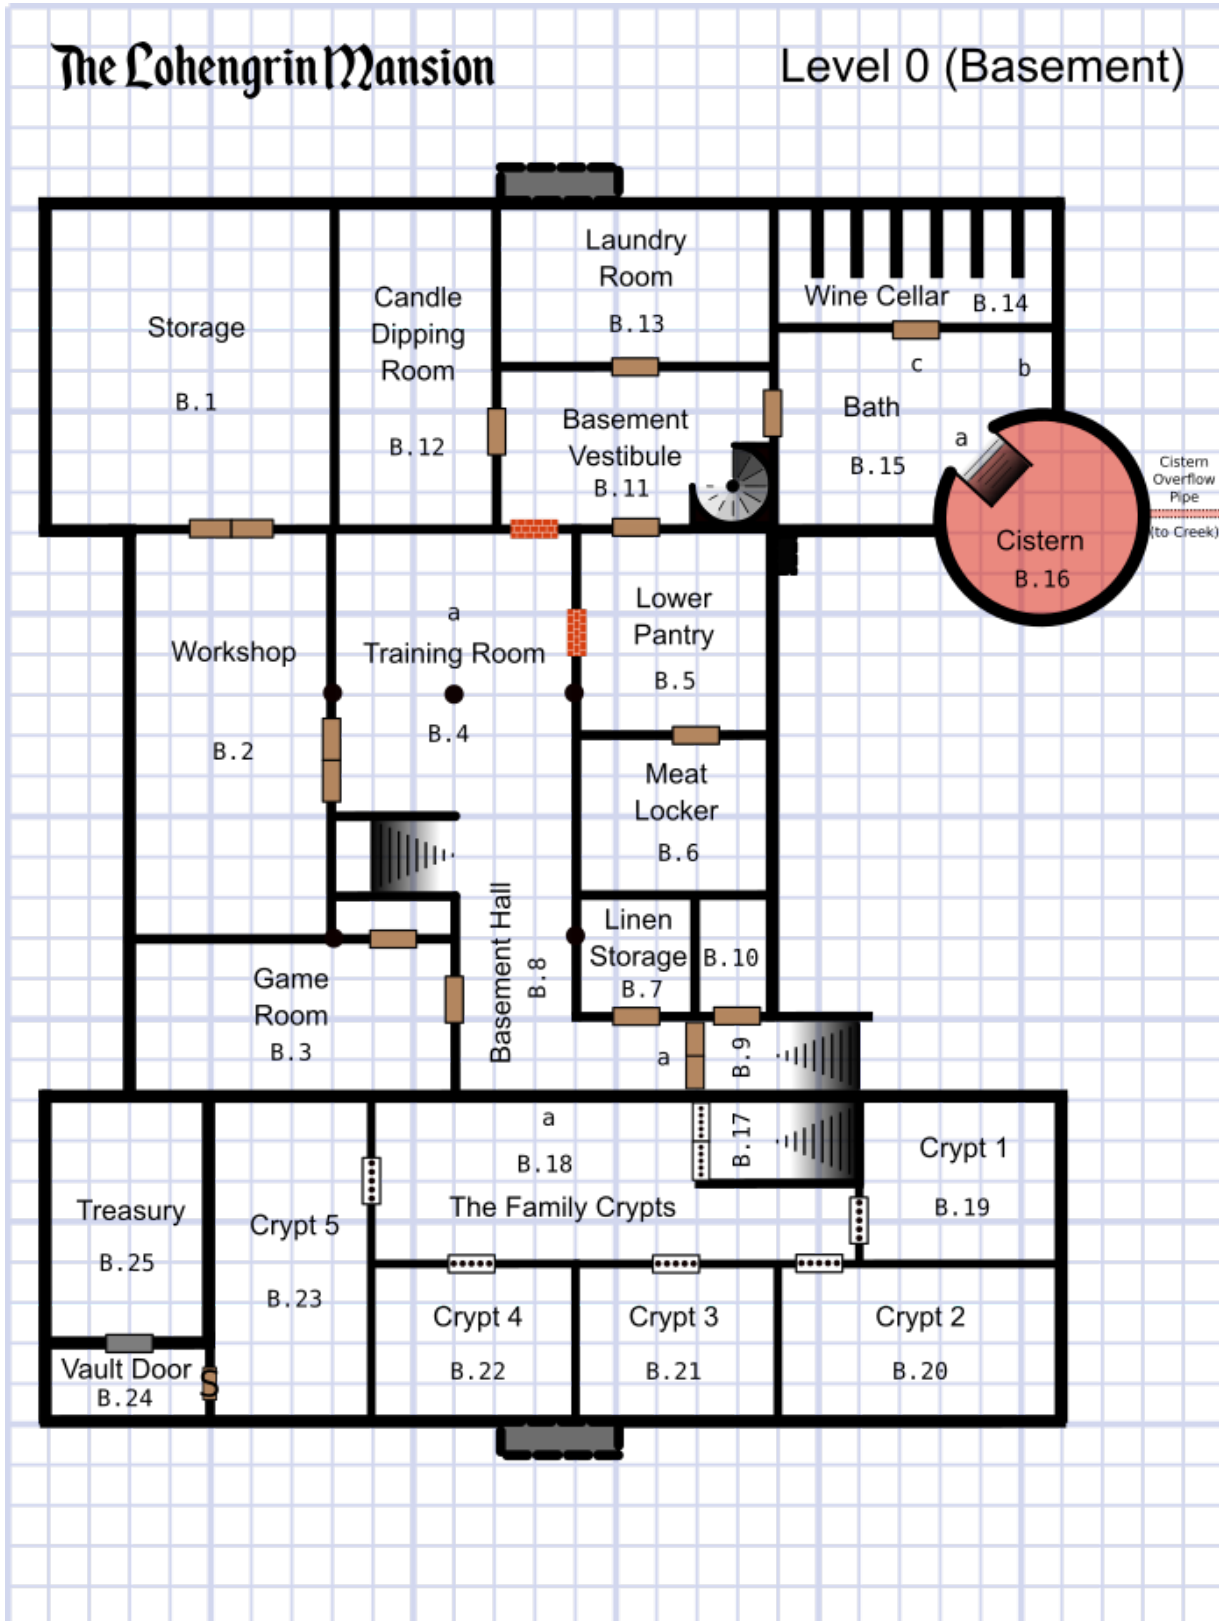 The Lohengrin Mansion
Level 0 (Basement)
Storage
B.1
Candle
Dipping
Room
B.12
Laundry
Room
B.13
Wine Cellar
B.14
Basement
Vestibule
B.11
c
b
Bath
a
B.15
Cistern
B.16
Cistern
Overflow
Pipe
(to Creek)
Workshop
B.2
a
Training Room
B.4
Lower
Pantry
B.5
Meat
Locker
B.6
Linen
Storage
B.7
B.10
Basement Hall
B.8
Game
Room
B.3
a
B.9
a
B.18
The Family Crypts
B.17
Crypt 1
B.19
Treasury
B.25
Crypt 5
B.23
Crypt 4
B.22
Crypt 3
B.21
Crypt 2
B.20
Vault Door
B.24
S